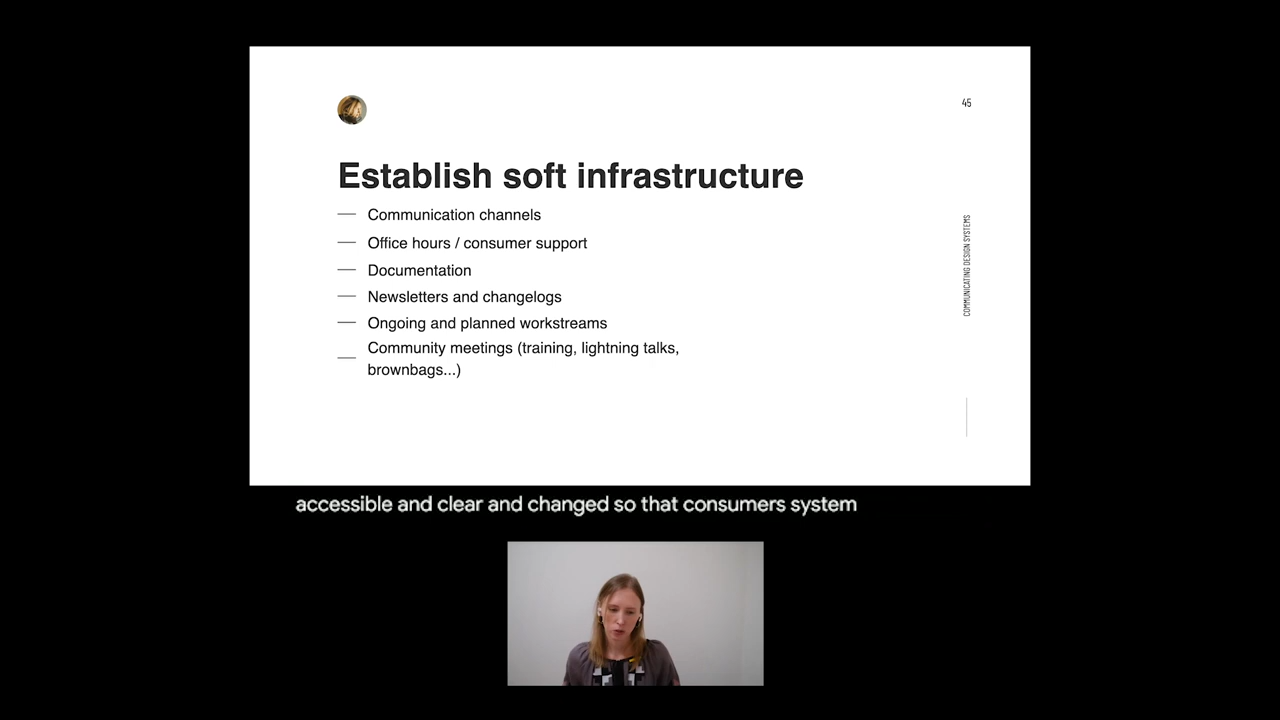 45
Establish soft infrastructure
Communication channels
Office hours / consumer support
Documentation
Newsletters and changelogs
Ongoing and planned workstreams
Community meetings (training, lightning talks,
brownbags...)
COMMUNICATING DESIGN SYSTEMS
accessible and clear and changed so that consumers system